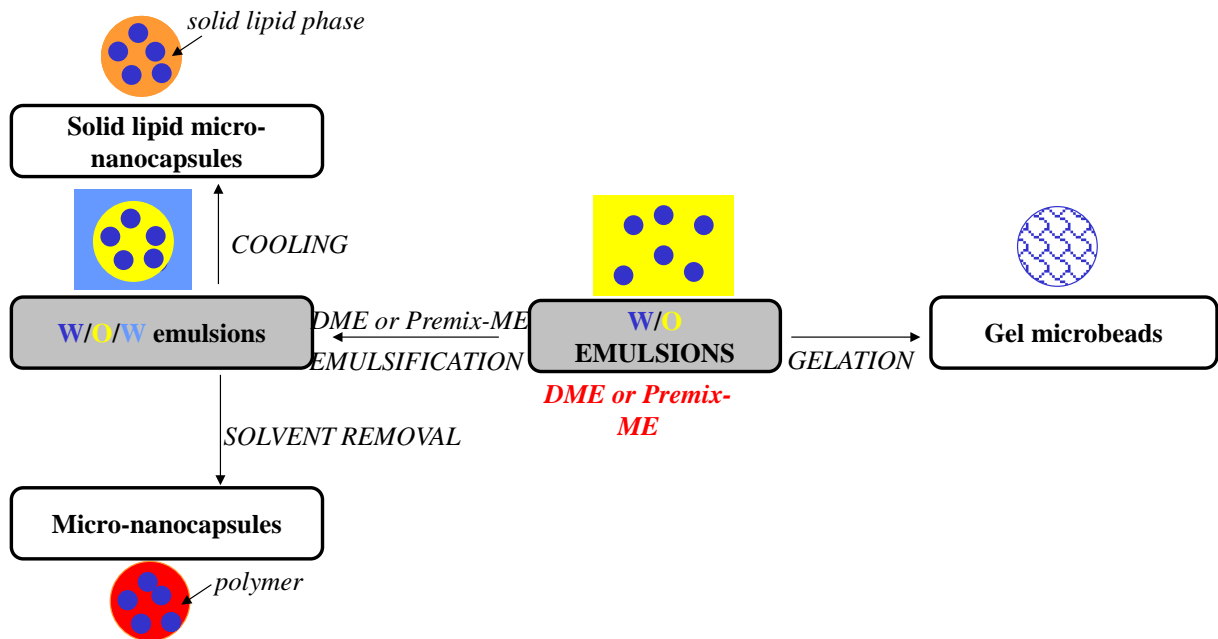 solid lipid phase
Solid lipid micro-
nanocapsules
COOLING
W/O/W emulsions
DME or Premix-ME
EMULSIFICATION
W/O
EMULSIONS
DME or Premix-
ME
GELATION
Gel microbeads
SOLVENT REMOVAL
Micro-nanocapsules
polymer